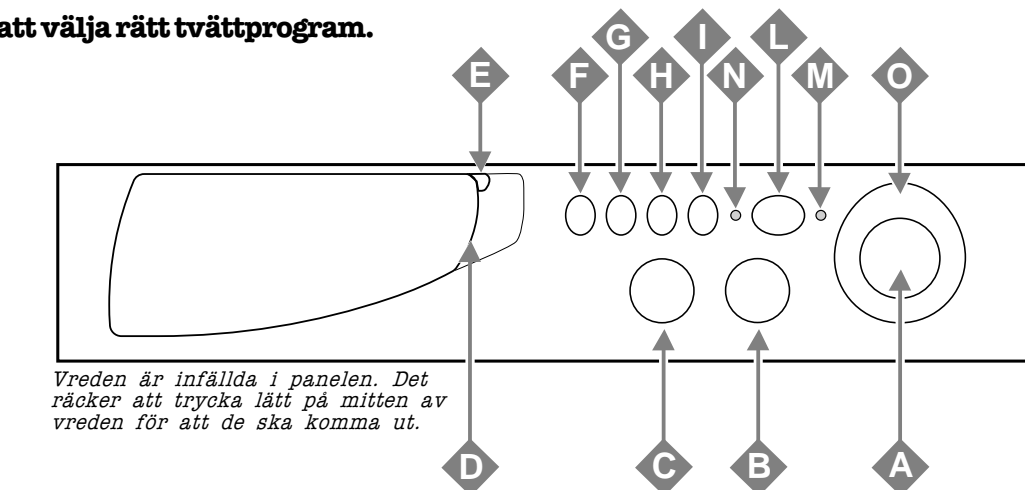 att välja rätt tvättprogram.
G I L
E F H N M O
Vreden är infällda i panelen. Det
räcker att trycka lätt på mitten av
vreden för att de ska komma ut.
D C B A